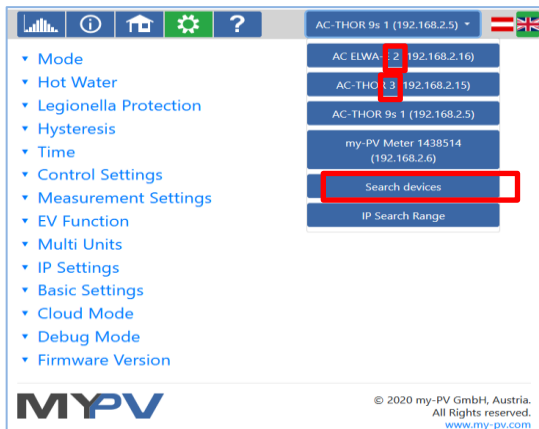 ?
AC-THOR 9s 1 (192.168.2.5)
AC ELWA-E 2 (192.168.2.16)
AC-THOR 3 (192.168.2.15)
AC-THOR 9s 1 (192.168.2.5)
my-PV Meter 1438514
(192.168.2.6)
Search devices
IP Search Range
Mode
Hot Water
Legionella Protection
Hysteresis
Time
Control Settings
Measurement Settings
EV Function
Multi Units
IP Settings
Basic Settings
Cloud Mode
Debug Mode
Firmware Version
MYPV
© 2020 my-PV GmbH, Austria.
All Rights reserved.
www.my-pv.com